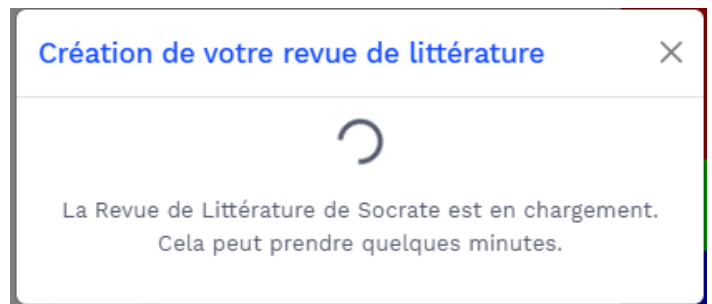 Création de votre revue de littérature
La Revue de Littérature de Socrate est en chargement.
Cela peut prendre quelques minutes.